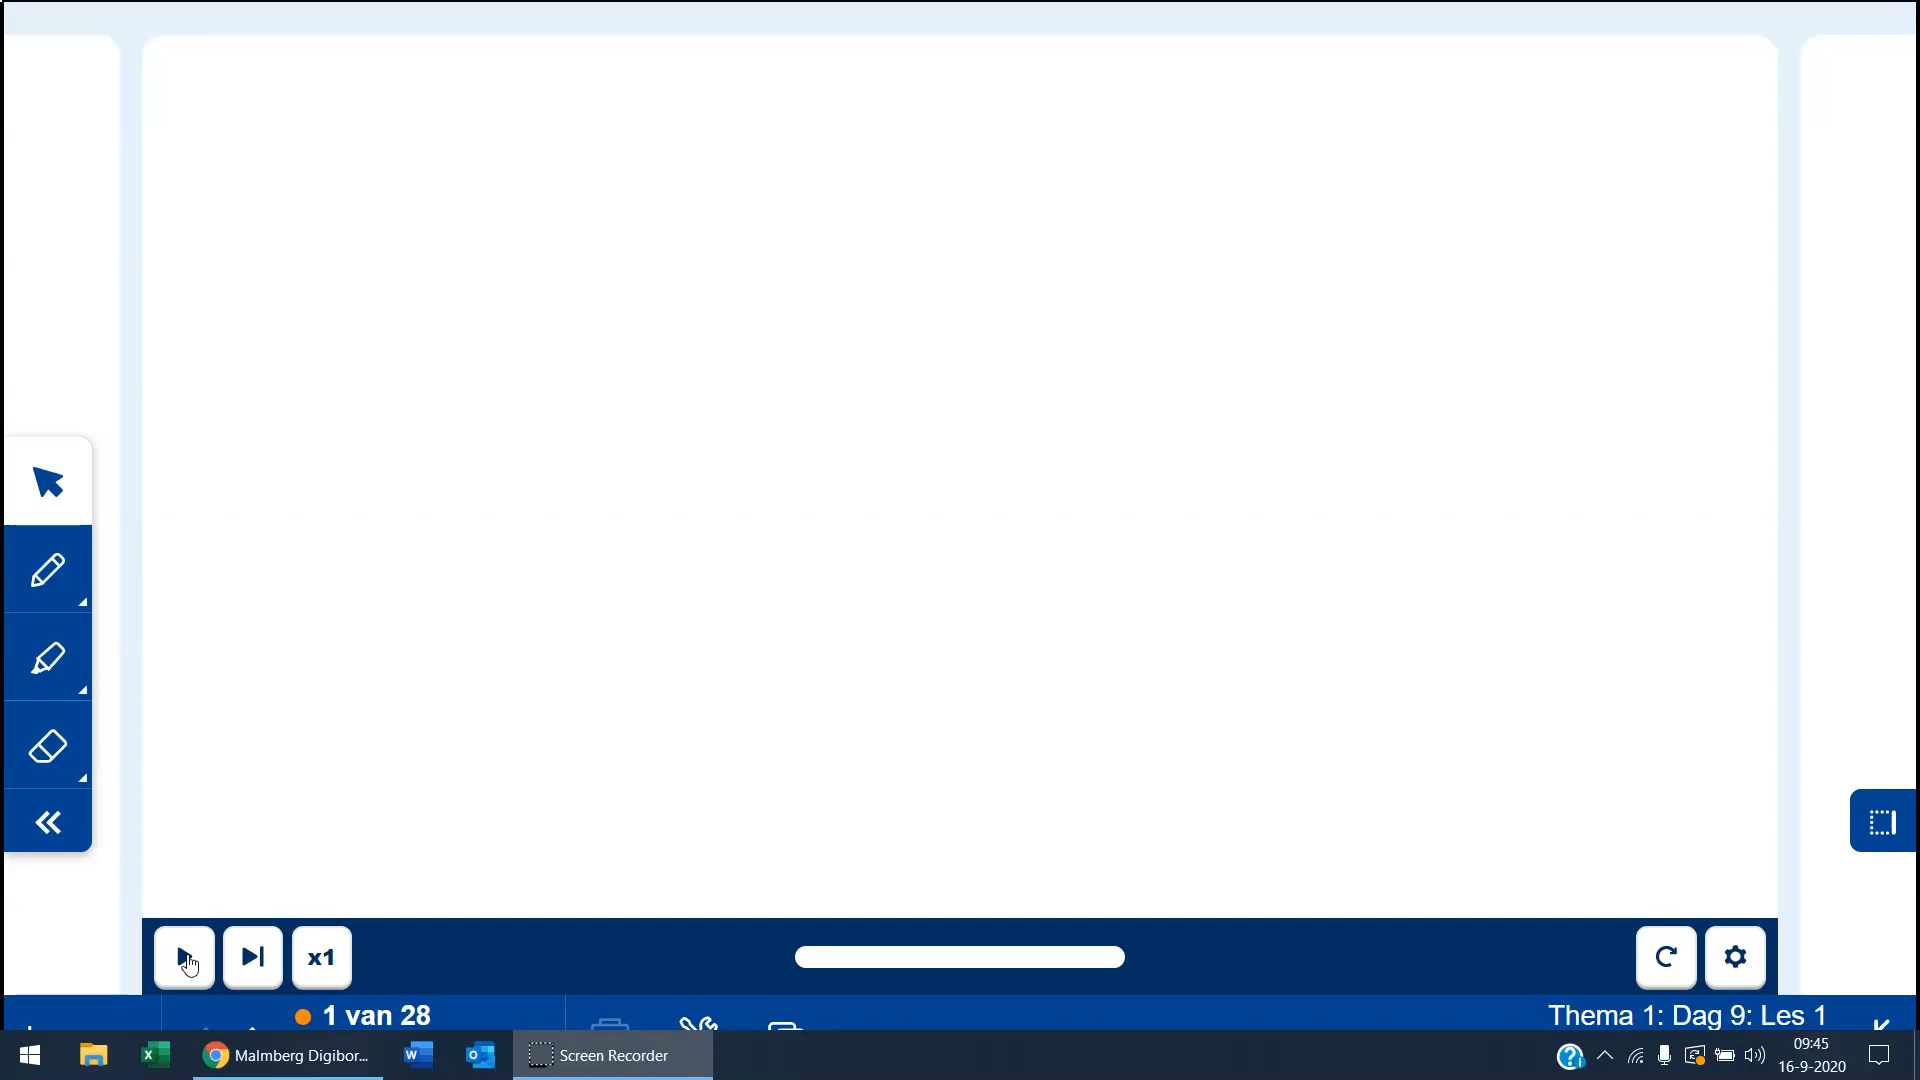 x1
1 van 28
Thema 1: Dag 9: Les 1
Malmberg Digibor...
Screen Recorder
09:45
16-9-2020